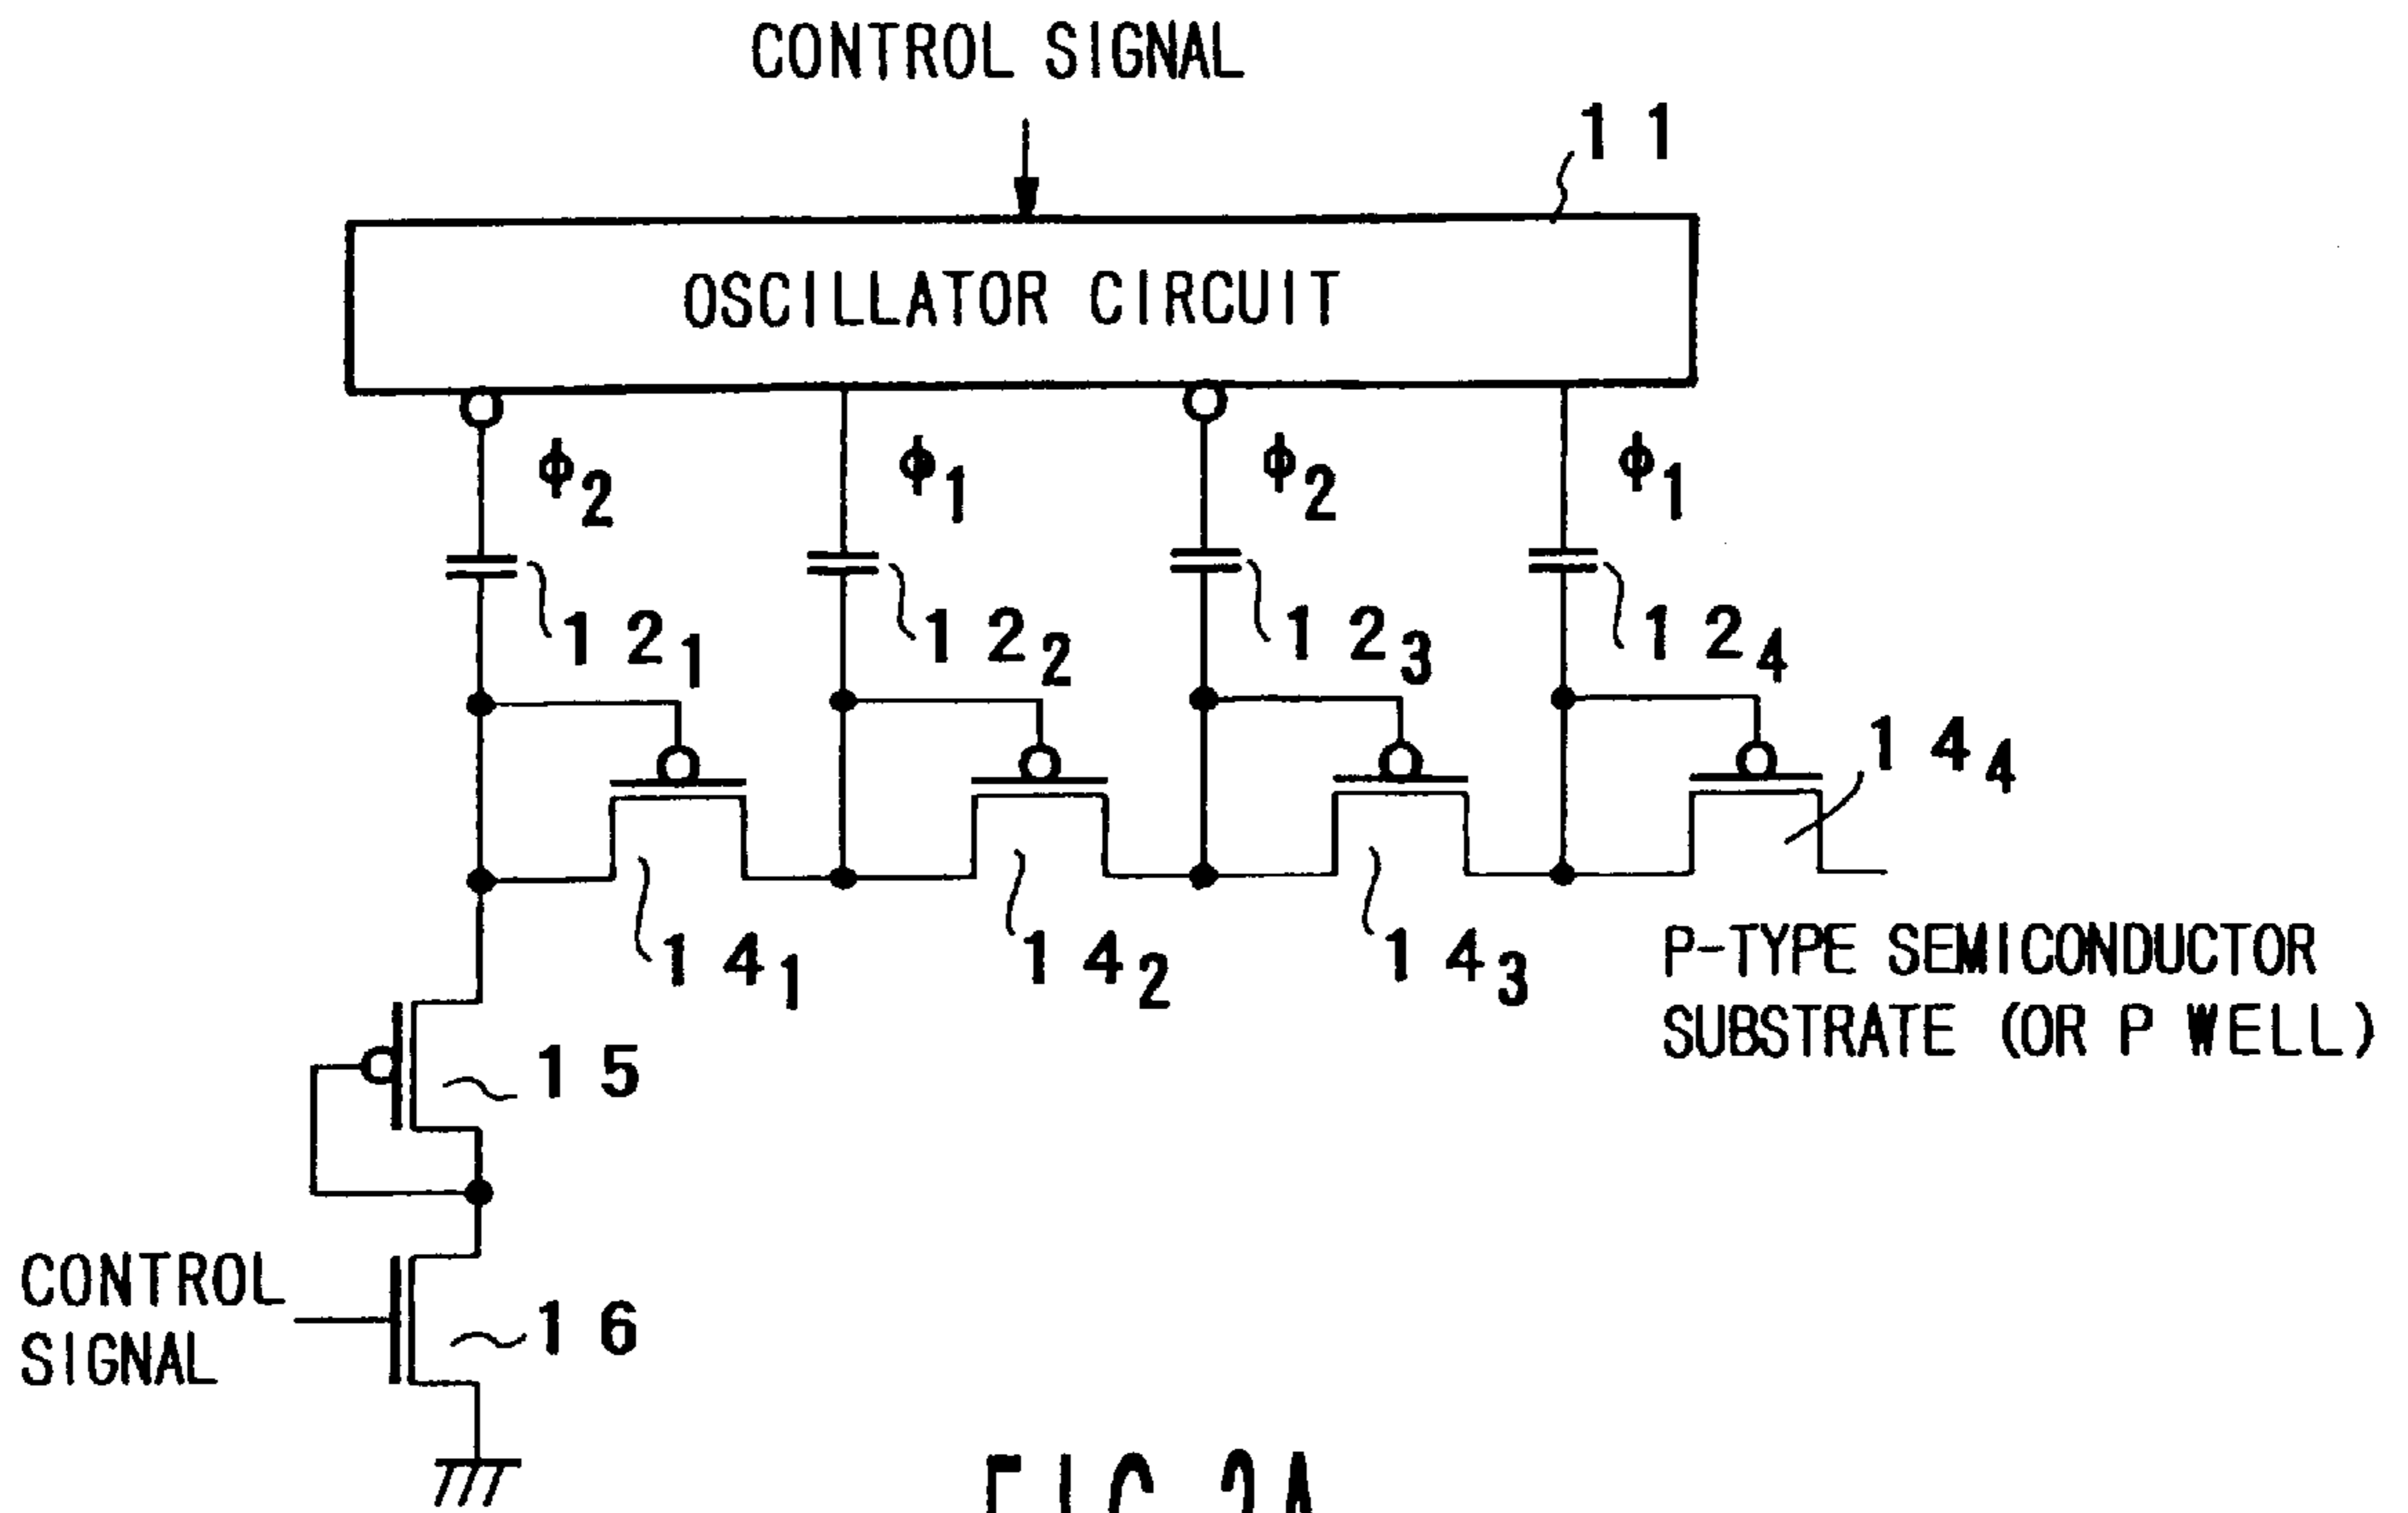 CONTROL SIGNAL
11
OSCILLATOR CIRCUIT
ϕ2 ϕ1 ϕ2 ϕ1
121 122 123 124
144
141 142 143
P-TYPE SEMICONDUCTOR
SUBSTRATE (OR P WELL)
15
CONTROL
SIGNAL
16